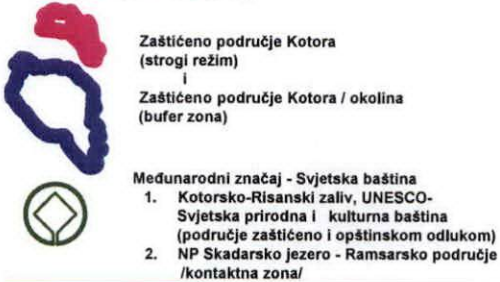 Zaštićeno područje Kotora
(strogi režim)
i
Zaštićeno područje Kotora / okolina
(bufer zona)
Međunarodni značaj - Svjetska baština
1. Kotorsko-Risanski zaliv, UNESCO-
Svjetska prirodna i kulturna baština
(područje zaštićeno i opštinskom odlukom)
2. NP Skadarsko jezero - Ramsarsko područje
/kontaktna zona/